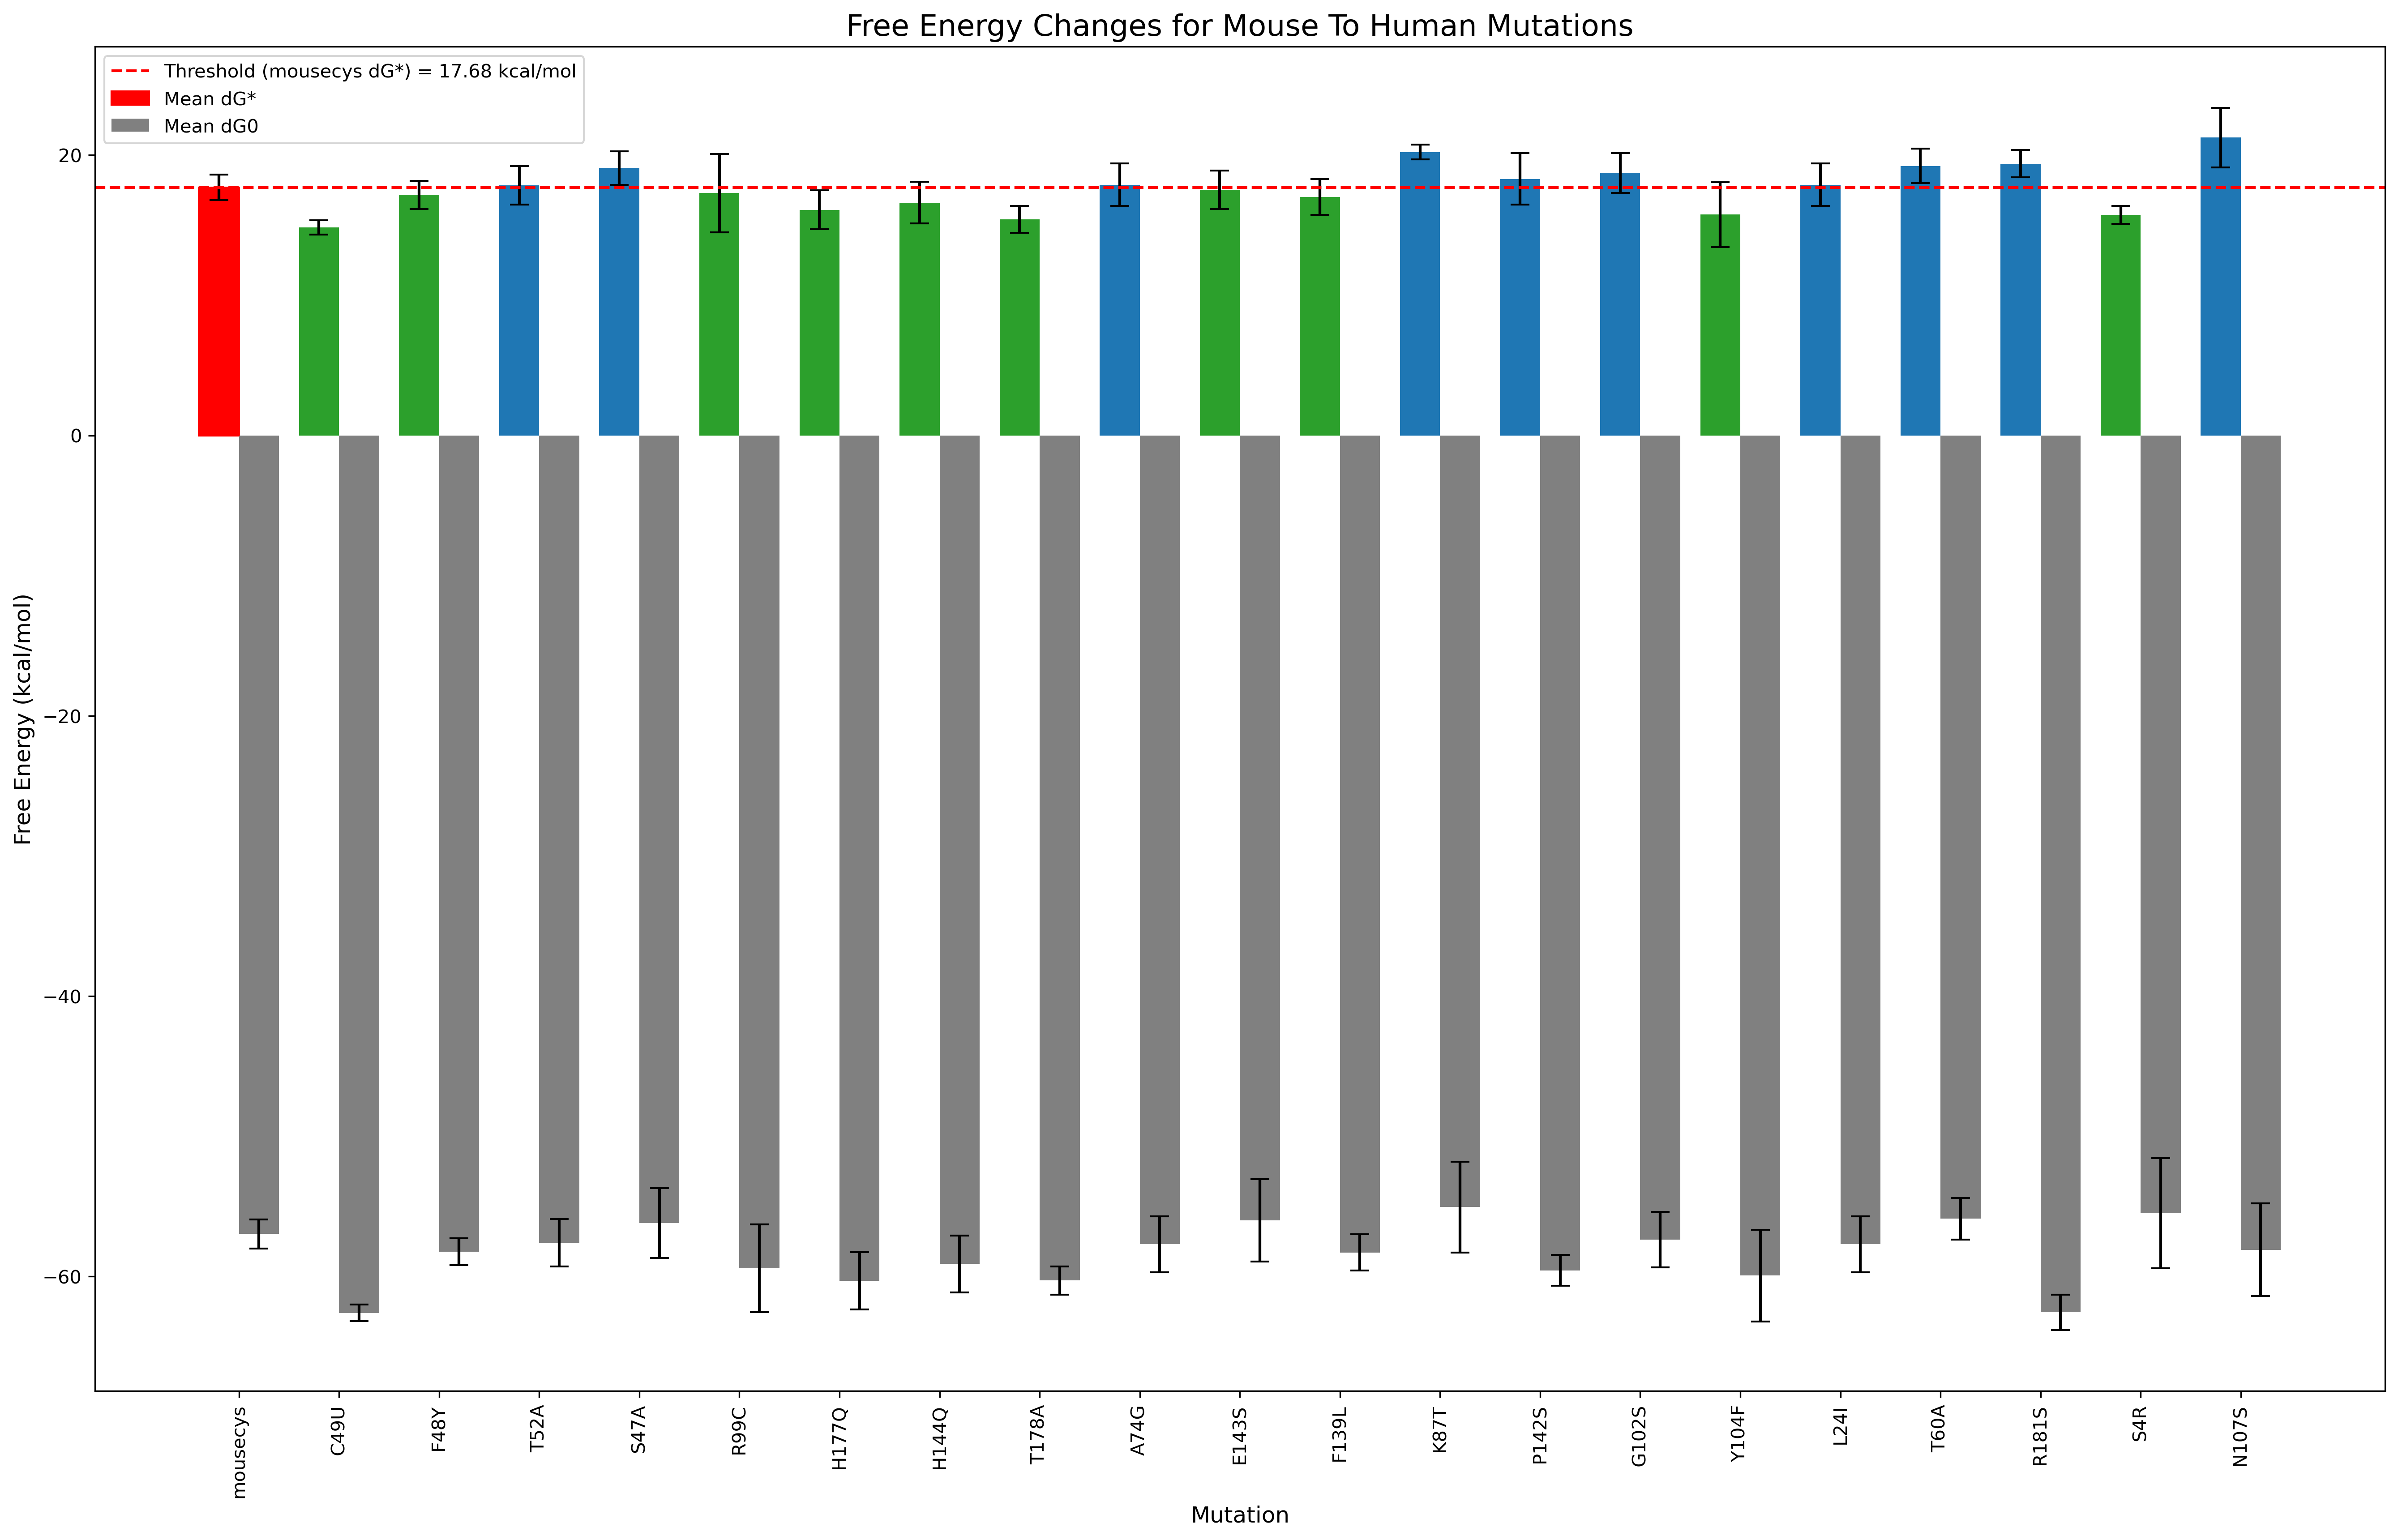 Free Energy Changes for Mouse To Human Mutations
Threshold (mousecys dG*) = 17.68 kcal/mol
Mean dG*
Mean dG0
20
0
−20
−40
−60
Free Energy (kcal/mol)
mousecys
C49U
F48Y
T52A
S47A
R99C
H177Q
H144Q
T178A
A74G
E143S
F139L
K87T
P142S
G102S
Y104F
L24I
T60A
R181S
S4R
N107S
Mutation